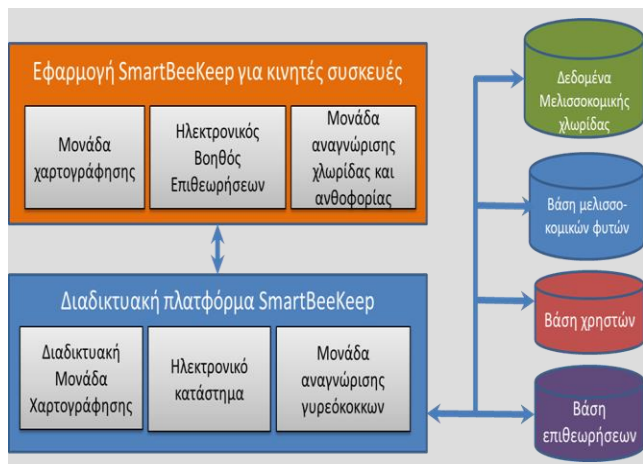 Εφαρμογή SmartBeeKeep για κινητές συσκευές
Μονάδα
χαρτογράφησης
Ηλεκτρονικός
Βοηθός
Επιθεωρήσεων
Μονάδα
αναγνώρισης
χλωρίδας και
ανθοφορίας
Διαδικτυακή πλατφόρμα SmartBeeKeep
Διαδικτυακή
Μονάδα
Χαρτογράφησης
Ηλεκτρονικό
κατάστημα
Μονάδα
αναγνώρισης
γυρεόκοκκων
Δεδομένα
Μελισσοκομικής
χλωρίδας
Βάση μελισσο-
κομικών φυτών
Βάση χρηστών
Βάση
επιθεωρήσεων